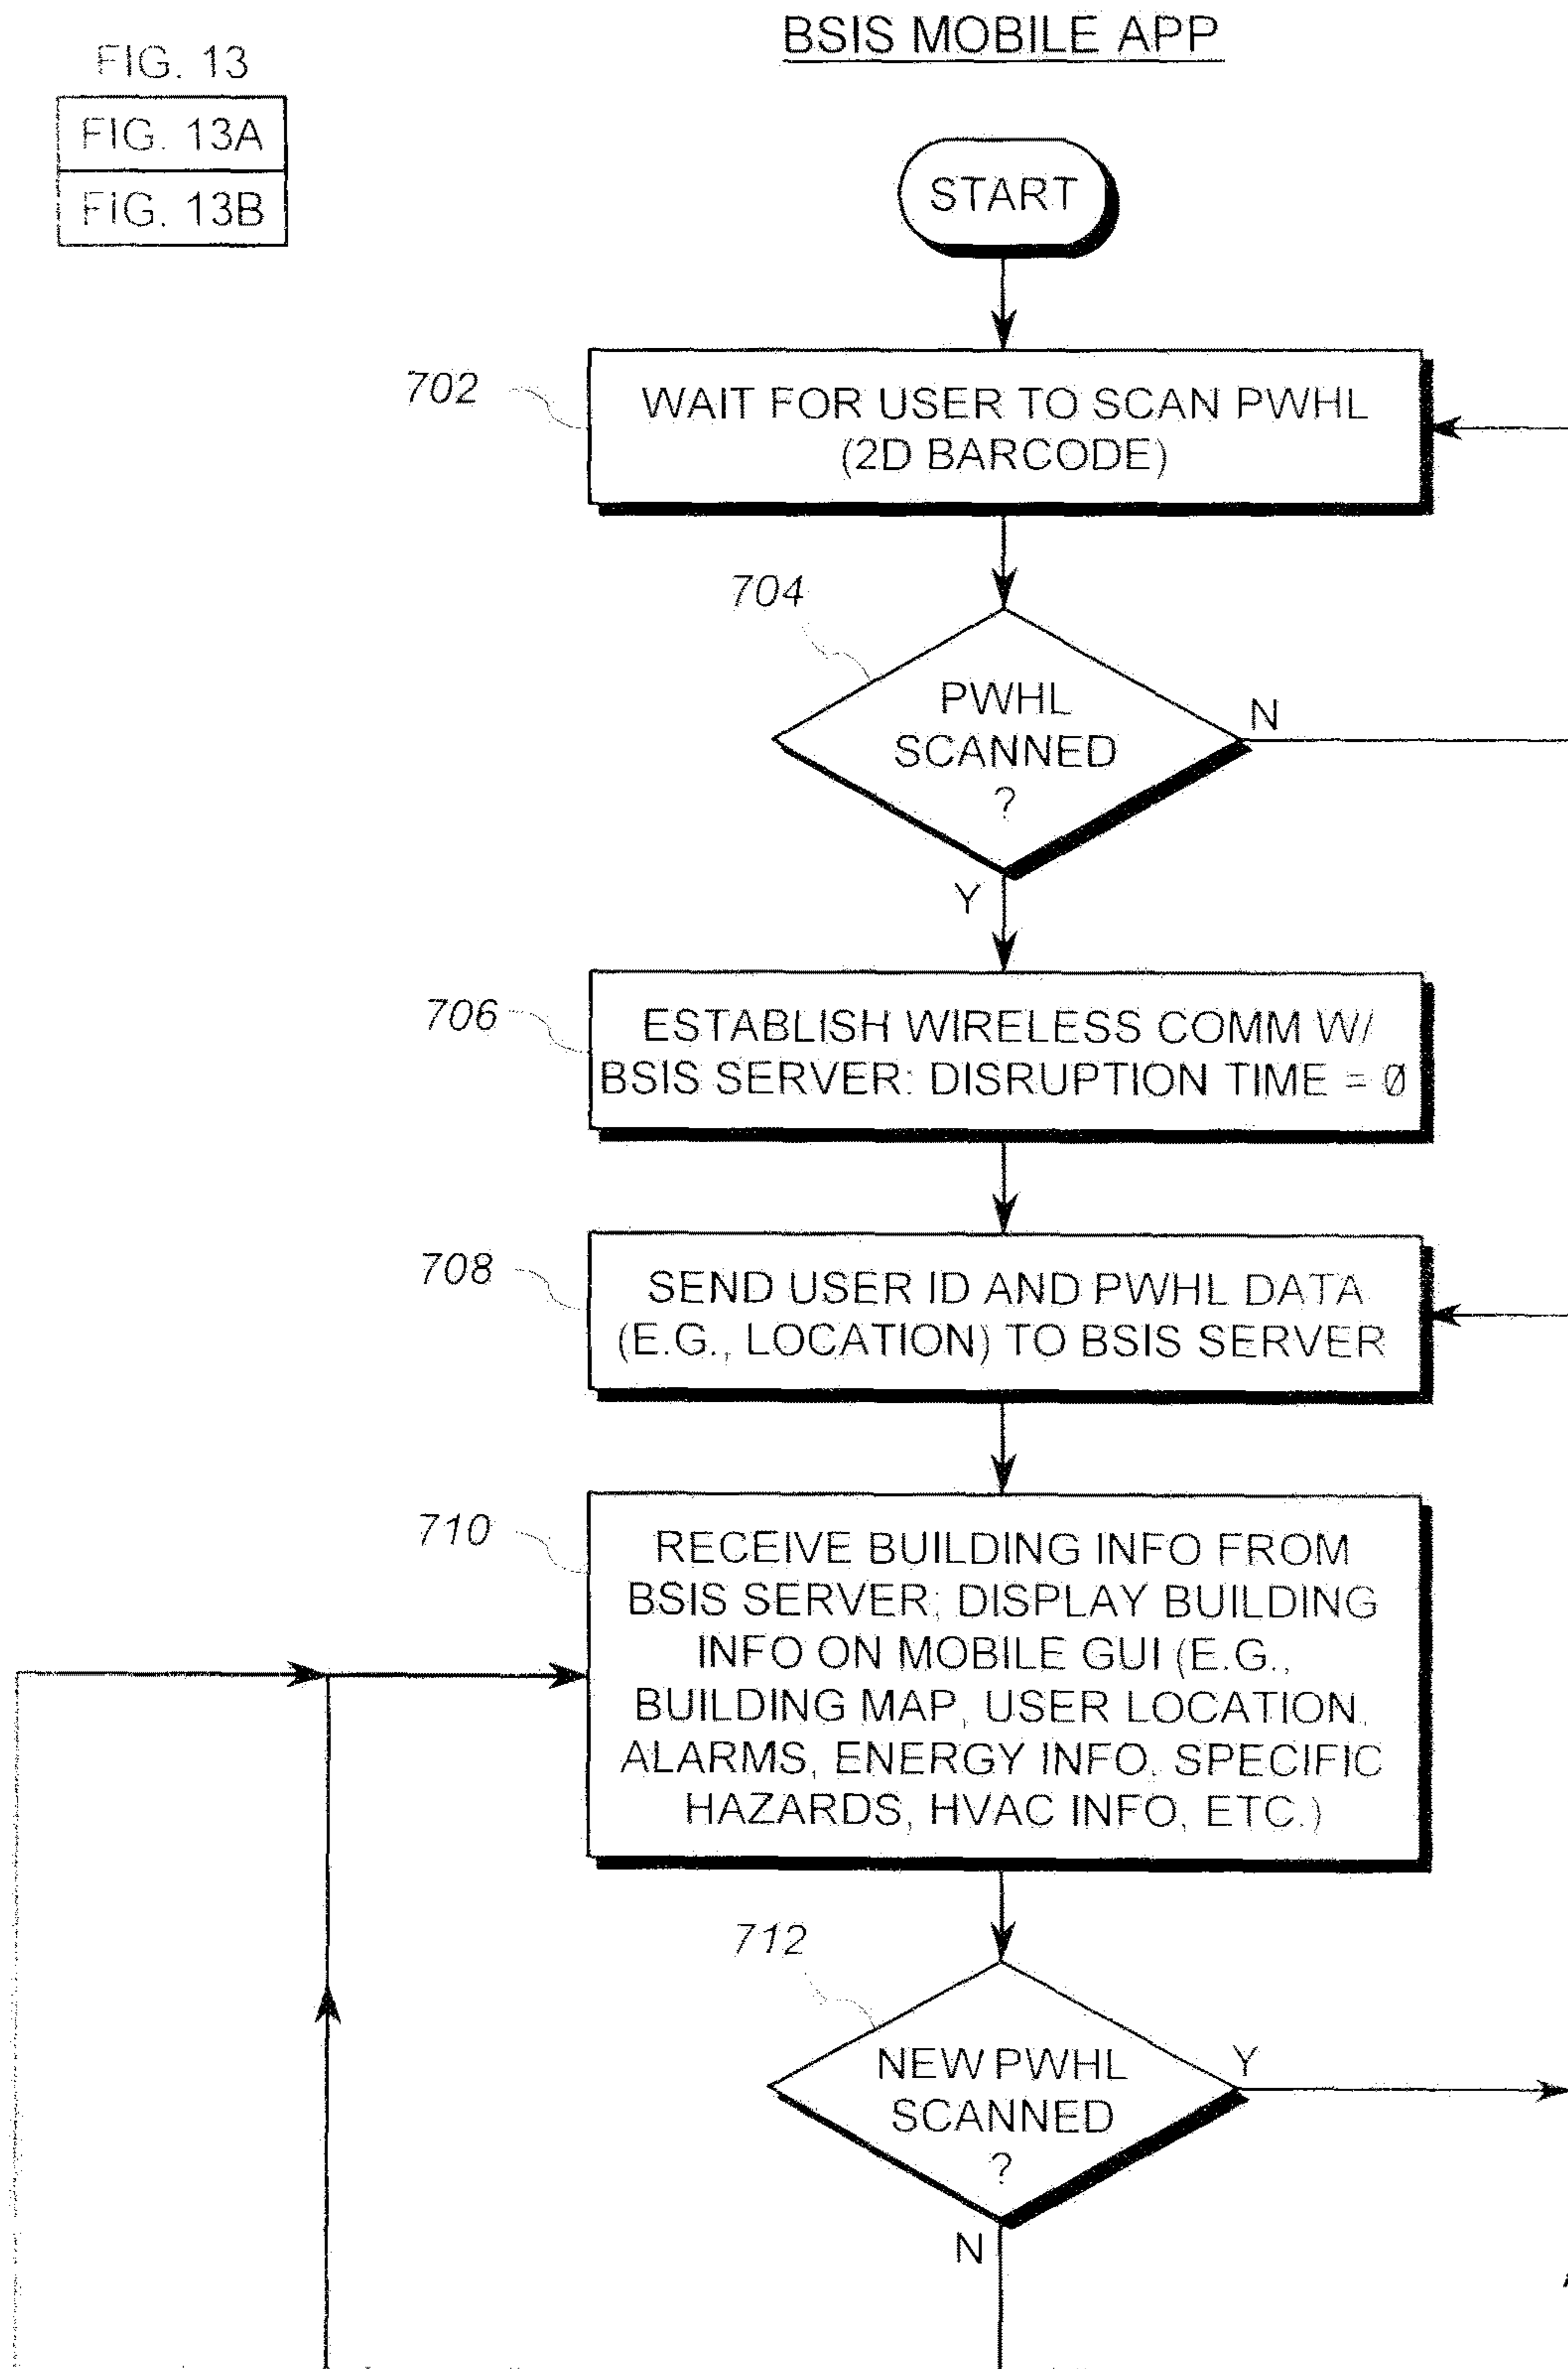 BSIS MOBILE APP
FIG. 13
FIG. 13A
FIG. 13B
START
702
WAIT FOR USER TO SCAN PWHL
(2D BARCODE)
704
PWHL
SCANNED
?
N
Y
706
ESTABLISH WIRELESS COMM W/
BSIS SERVER: DISRUPTION TIME = Ø
708
SEND USER ID AND PWHL DATA
(E.G., LOCATION) TO BSIS SERVER
710
RECEIVE BUILDING INFO FROM
BSIS SERVER; DISPLAY BUILDING
INFO ON MOBILE GUI (E.G.,
BUILDING MAP, USER LOCATION,
ALARMS, ENERGY INFO, SPECIFIC
HAZARDS, HVAC INFO, ETC.)
712
NEW PWHL
SCANNED
?
Y
N